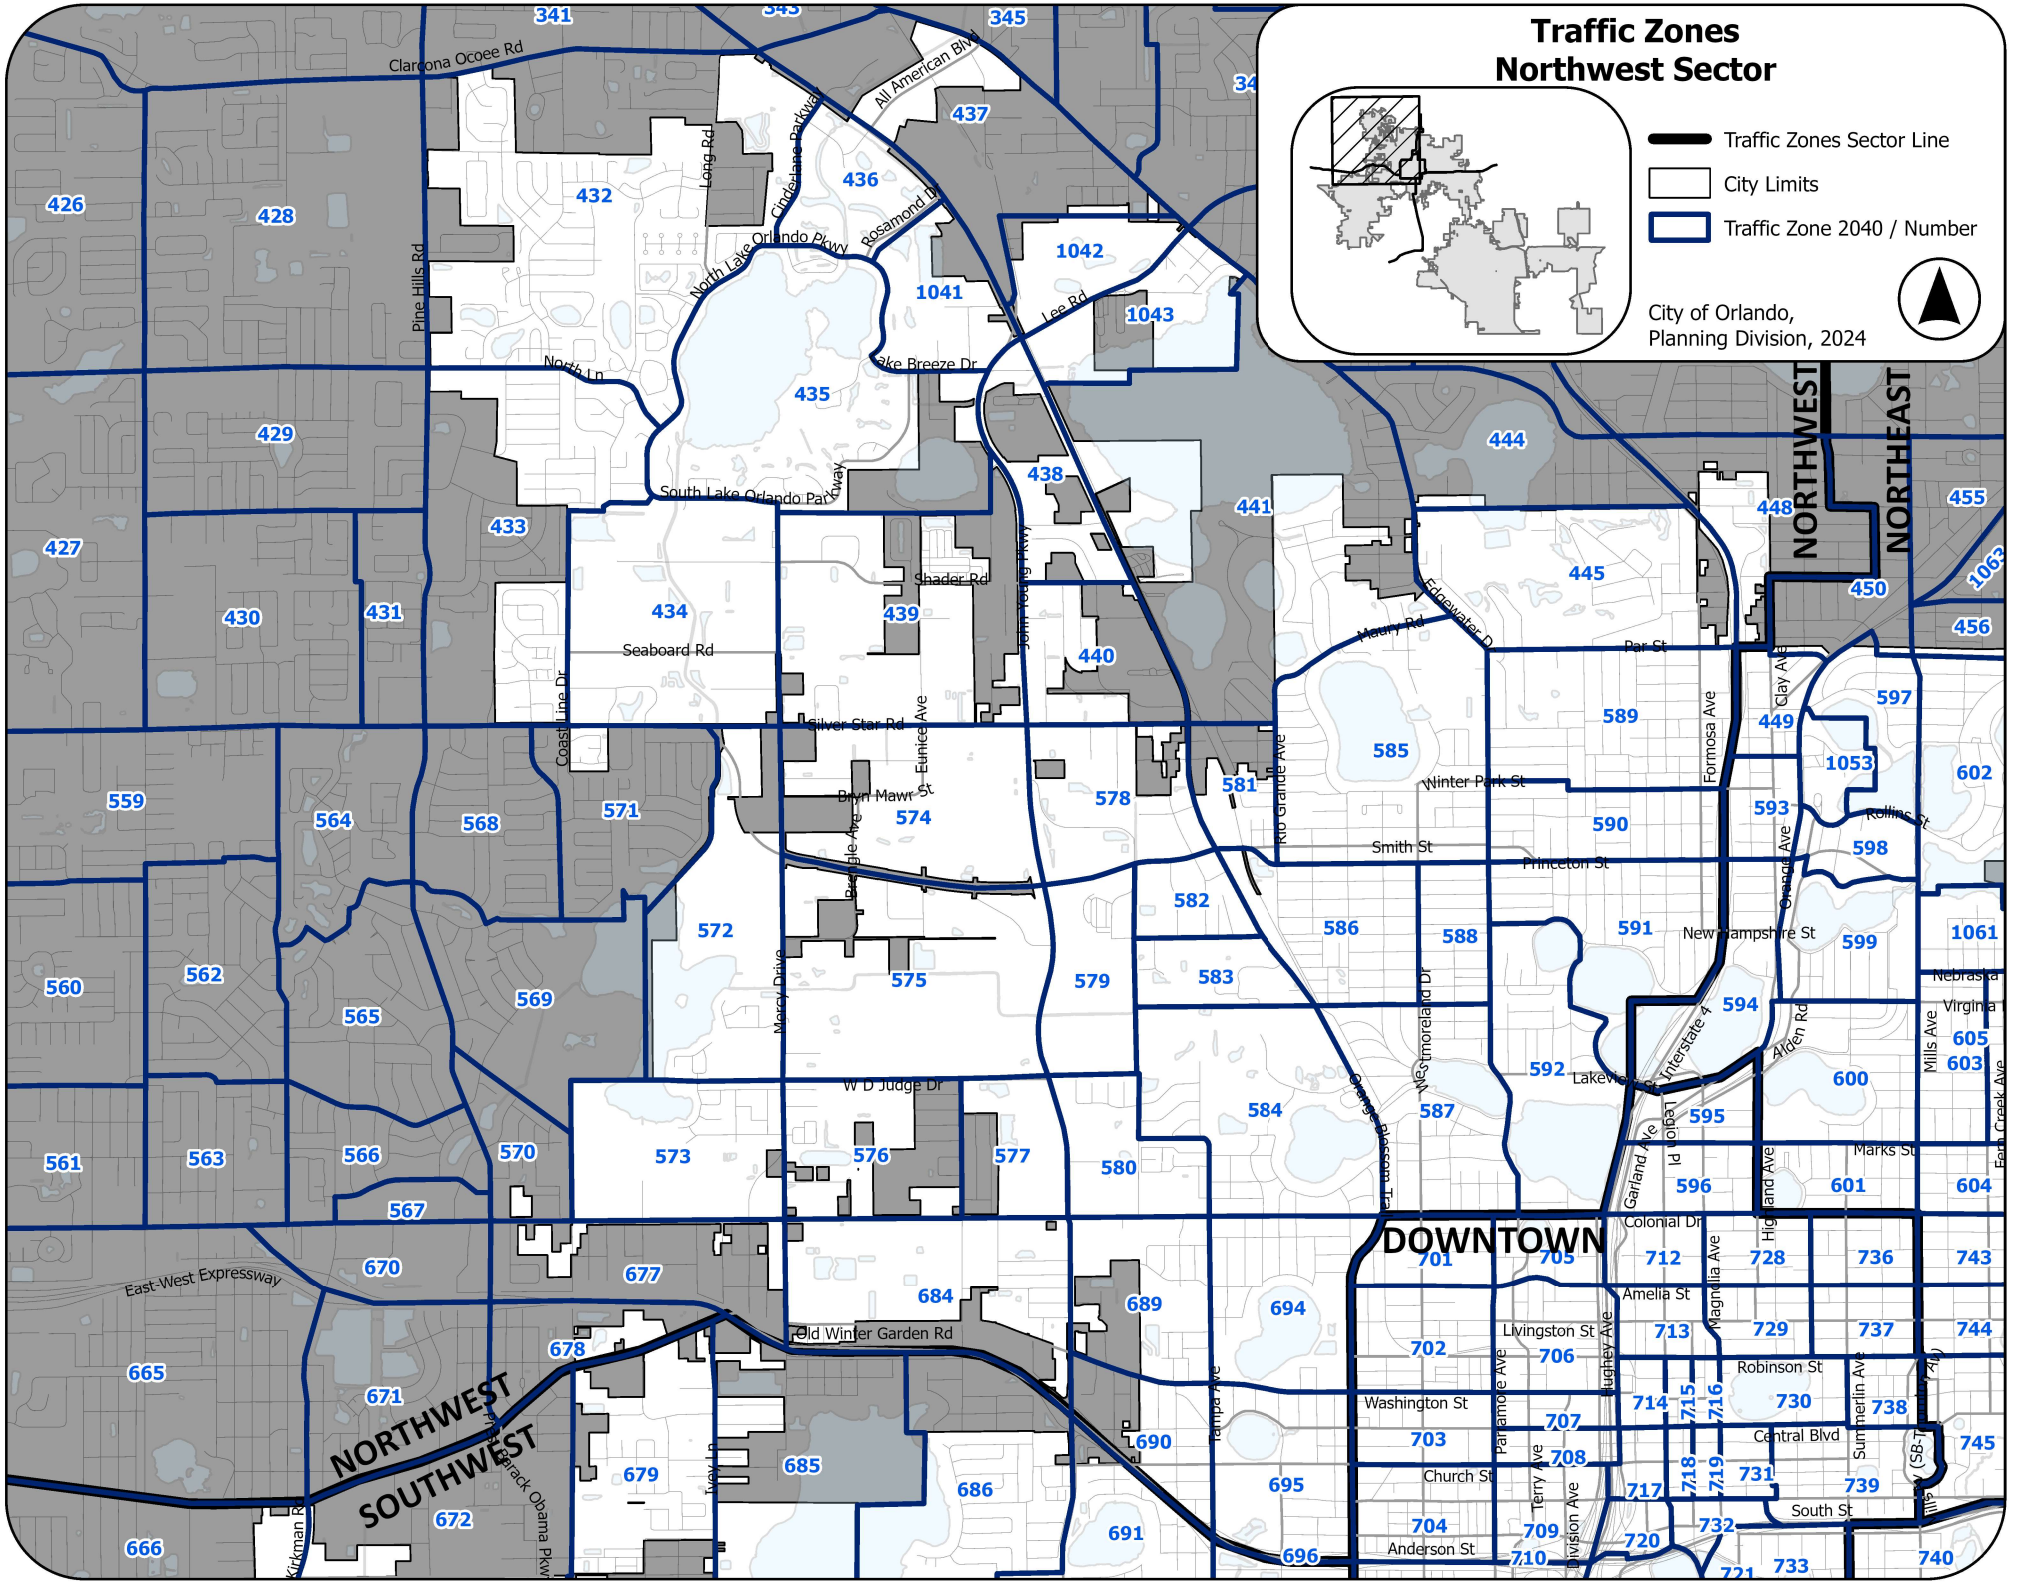 Traffic Zones
Northwest Sector
Traffic Zones Sector Line
City Limits
Traffic Zone 2040 / Number
City of Orlando,
Planning Division, 2024
341
343
345
Clarcona Ocoee Rd
All American Blvd
437
34
Long Rd
Cinderlane Parkway
436
432
426
428
Rosamond Dr
Orlando Pkwy
North Lake
1042
Pine Hills Rd
1041
Lee Rd
1043
North Ln
ake Breeze Dr
435
NORTHWEST
NORTHEAST
429
444
438
South Lake Orlando Parkway
441
448
455
433
427
John Young Pkwy
Shader Rd
445
1063
450
430
431
434
439
Edgewater D
Maury Rd
456
Seaboard Rd
440
Par St
Clay Ave
Coast Line Dr
Eunice Ave
Formosa Ave
597
589
449
Silver Star Rd
585
Rio Grande Ave
1053
602
Winter Park St
581
559
Bryn Mawr St
578
593
564
568
571
574
590
Rollins St
Brengle Ave
Smith St
Princeton St
Orange Ave
598
582
572
586
588
591
New Hampshire St
599
1061
562
583
Nebraska
560
569
575
579
Mercy Drive
Westmoreland Dr
594
Virginia
565
Interstate 4
Alden Rd
Mills Ave
605
603
592
Lakeview St
600
W D Judge Dr
Orange Blossom Trail
584
587
595
Legion Pl
Garland Ave
Fern Creek Ave
Marks St
561
563
566
570
573
576
577
580
596
Highland Ave
601
604
567
Colonial Dr
DOWNTOWN
701
705
712
728
736
743
670
677
East-West Expressway
684
689
694
Amelia St
Magnolia Ave
Old Winter Garden Rd
Livingston St
713
729
737
744
678
702
706
Hughey Ave
Robinson St
665
671
Tampa Ave
Parramore Ave
Summerlin Ave
NORTHWEST
SOUTHWEST
Washington St
714
715
716
730
738
707
690
703
Central Blvd
745
708
679
Ivey Ln
685
Church St
Terry Ave
718
719
731
739
686
695
717
Division Ave
South St
672
Kirkman Rd
691
704
709
732
720
666
Anderson St
696
710
721
733
740